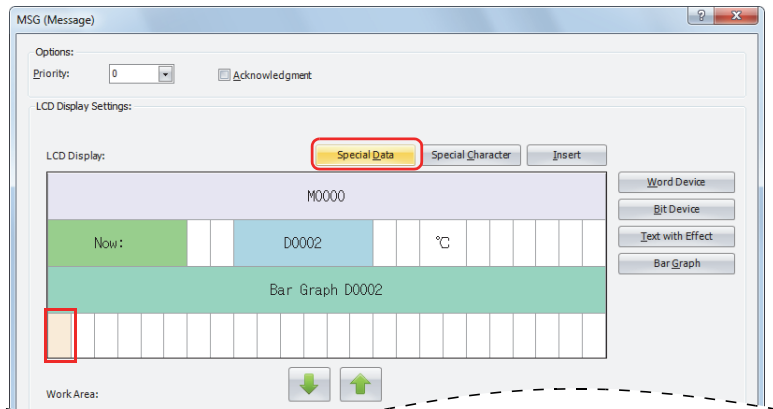 MSG (Message)
Options:
Priority: 0 Acknowledgment
LCD Display Settings:
LCD Display: Special Data Special Character Insert
M0000 Word Device
Bit Device
Now: D0002 ℃ Text with Effect
Bar Graph
Bar Graph D0002
Work Area: